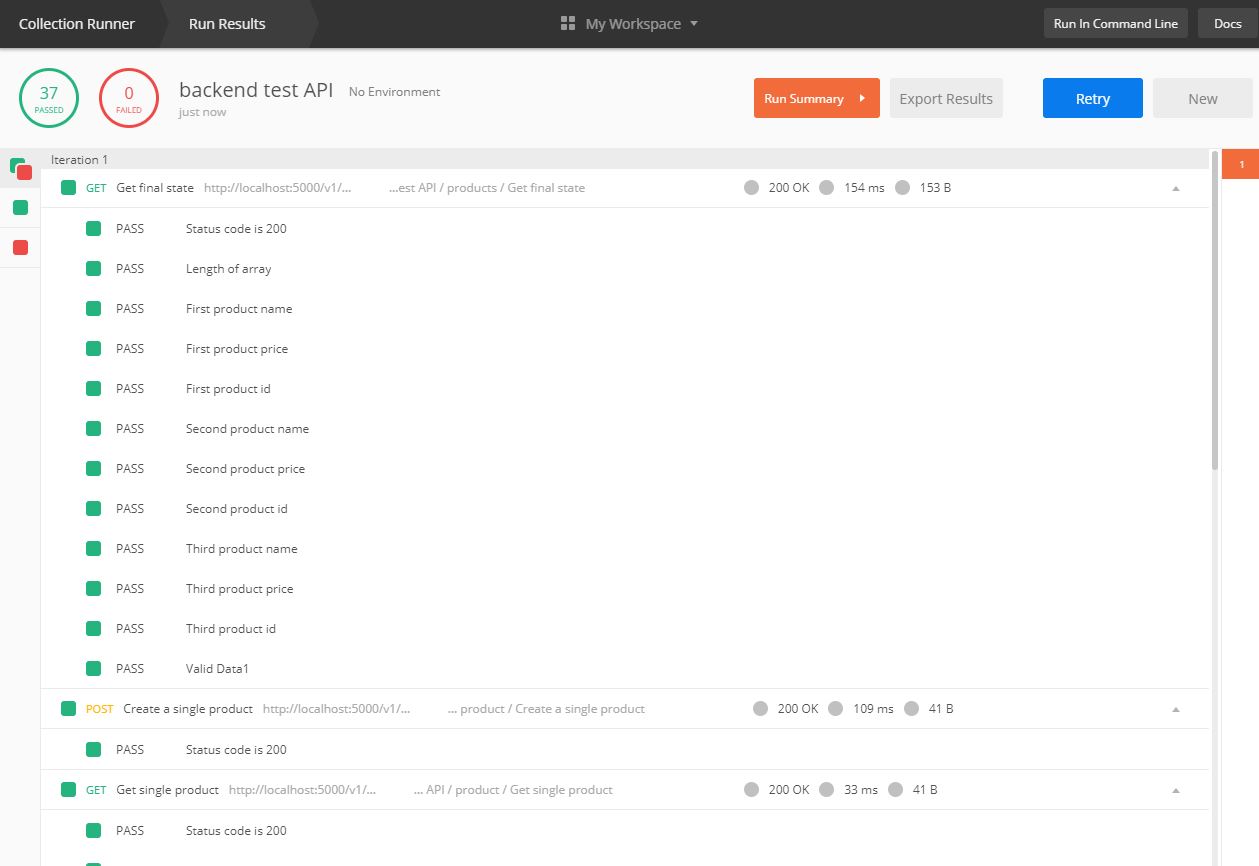 Collection Runner Run Results My Workspace Run In Command Line Docs
37 PASSED 0 FAILED backend test API No Environment just now Run Summary Export Results Retry New
Iteration 1 1
GET Get final state http://localhost:5000/v1/... ...est API / products / Get final state 200 OK 154 ms 153 B
PASS Status code is 200
PASS Length of array
PASS First product name
PASS First product price
PASS First product id
PASS Second product name
PASS Second product price
PASS Second product id
PASS Third product name
PASS Third product price
PASS Third product id
PASS Valid Data1
POST Create a single product http://localhost:5000/v1/... ... product / Create a single product 200 OK 109 ms 41 B
PASS Status code is 200
GET Get single product http://localhost:5000/v1/... ... API / product / Get single product 200 OK 33 ms 41 B
PASS Status code is 200